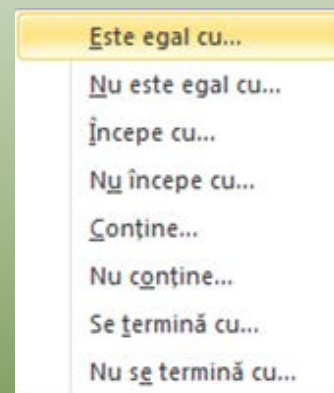 Este egal cu...
Nu este egal cu...
Începe cu...
Nu începe cu...
Conține...
Nu conține...
Se termină cu...
Nu se termină cu...